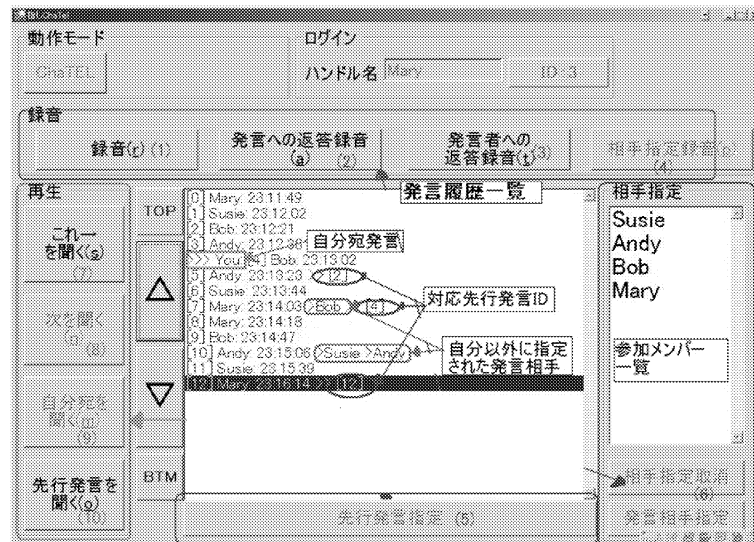 動作モード
ログイン
ChaTEL
ハンドル名 Mary
ID :3
録音
録音(r) (1)
発言への返答録音
(a) (2)
発言者への
返答録音(t)(3)
相手指定録音(p)
(4)
再生
これ一
を聞く(s)
(7)
次を聞く
(n) (8)
自分宛を
聞く(m)
(9)
先行発言を
聞く(o)
(10)
TOP
△
▽
BTM
発言履歴一覧
[0] Mary: 23:11:49
[1] Susie: 23:12:02
[2] Bob: 23:12:21
[3] Andy: 23:12:36
自分宛発言
>>> You [4] Bob: 23:13:02
[5] Andy: 23:13:23 >[2]
[6] Susie: 23:13:44
[7] Mary: 23:14:03 >Bob >[4]
対応先行発言ID
[8] Mary: 23:14:18
[9] Bob: 23:14:47
[10] Andy: 23:15:06 >Susie >Andy
自分以外に指定
された発言相手
[11] Susie: 23:15:39
[12] Mary: 23:16:14 >> [12]
先行発言指定 (5)
相手指定
Susie
Andy
Bob
Mary
参加メンバー
一覧
相手指定取消
(6)
発言相手指定